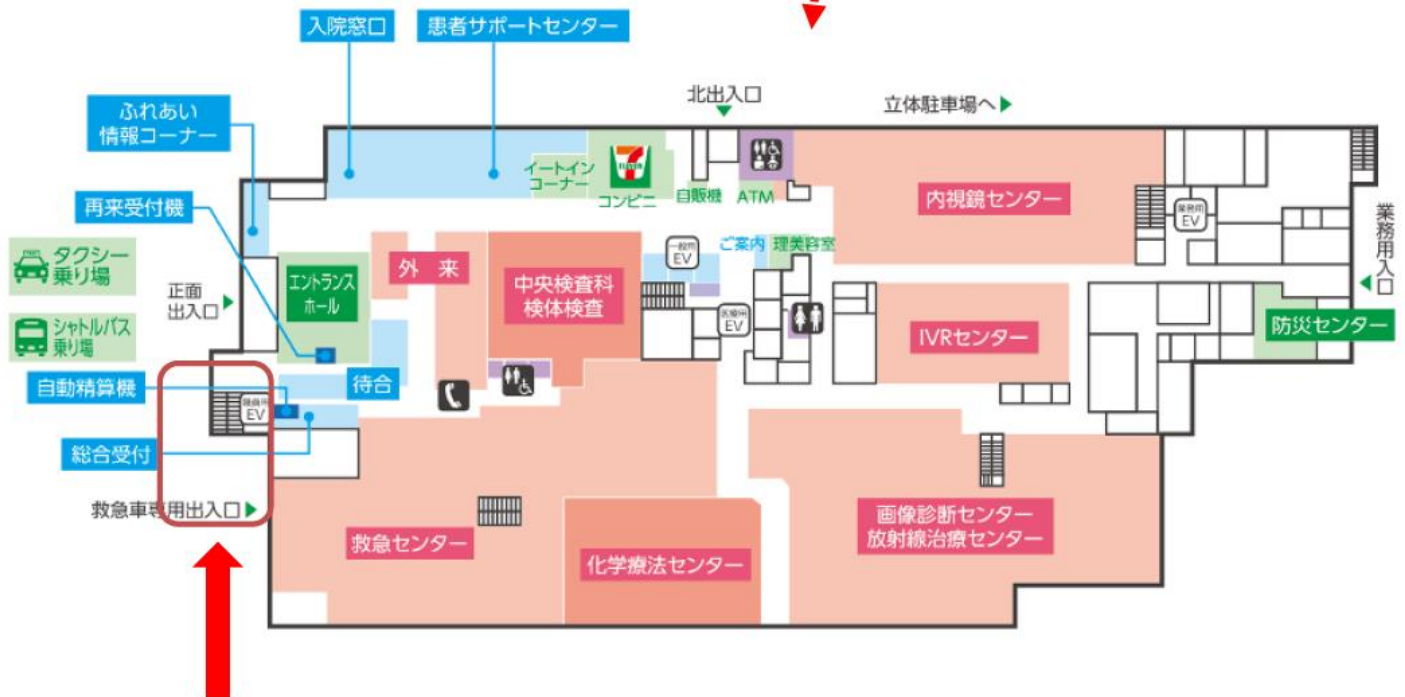 入院窓口
患者サポートセンター
ふれあい
情報コーナー
北出入口
立体駐車場へ
イートイン
コーナー
コンビニ
自販機
ATM
内視鏡センター
業務用
EV
業務用入口
再来受付機
タクシー
乗り場
正面
出入口
エントランス
ホール
外来
中央検査科
検体検査
一般用
EV
ご案内
理美容室
医療用
EV
IVRセンター
防災センター
シャトルバス
乗り場
自動精算機
EV
待合
総合受付
救急車専用出入口
救急センター
化学療法センター
画像診断センター
放射線治療センター